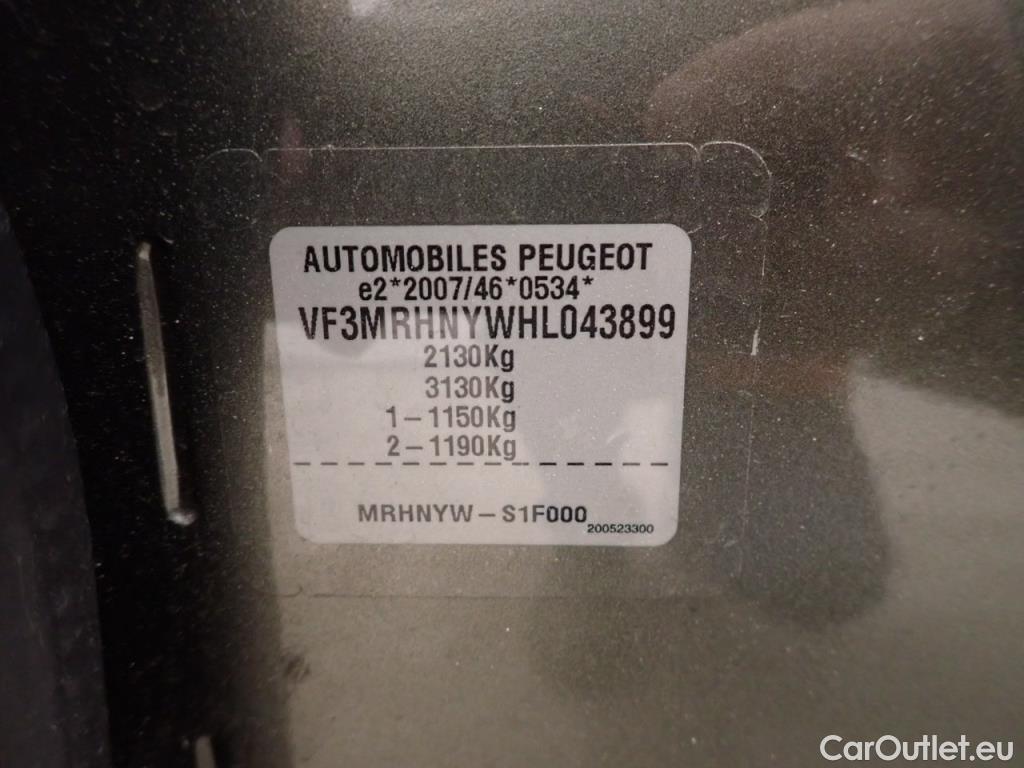 AUTOMOBILES PEUGEOT
e2*2007/46*0534*
VF3MRHNYWHL043899
2130Kg
3130Kg
1-1150Kg
2-1190Kg
MRHNYW-S1F000
200523300
CarOutlet.eu